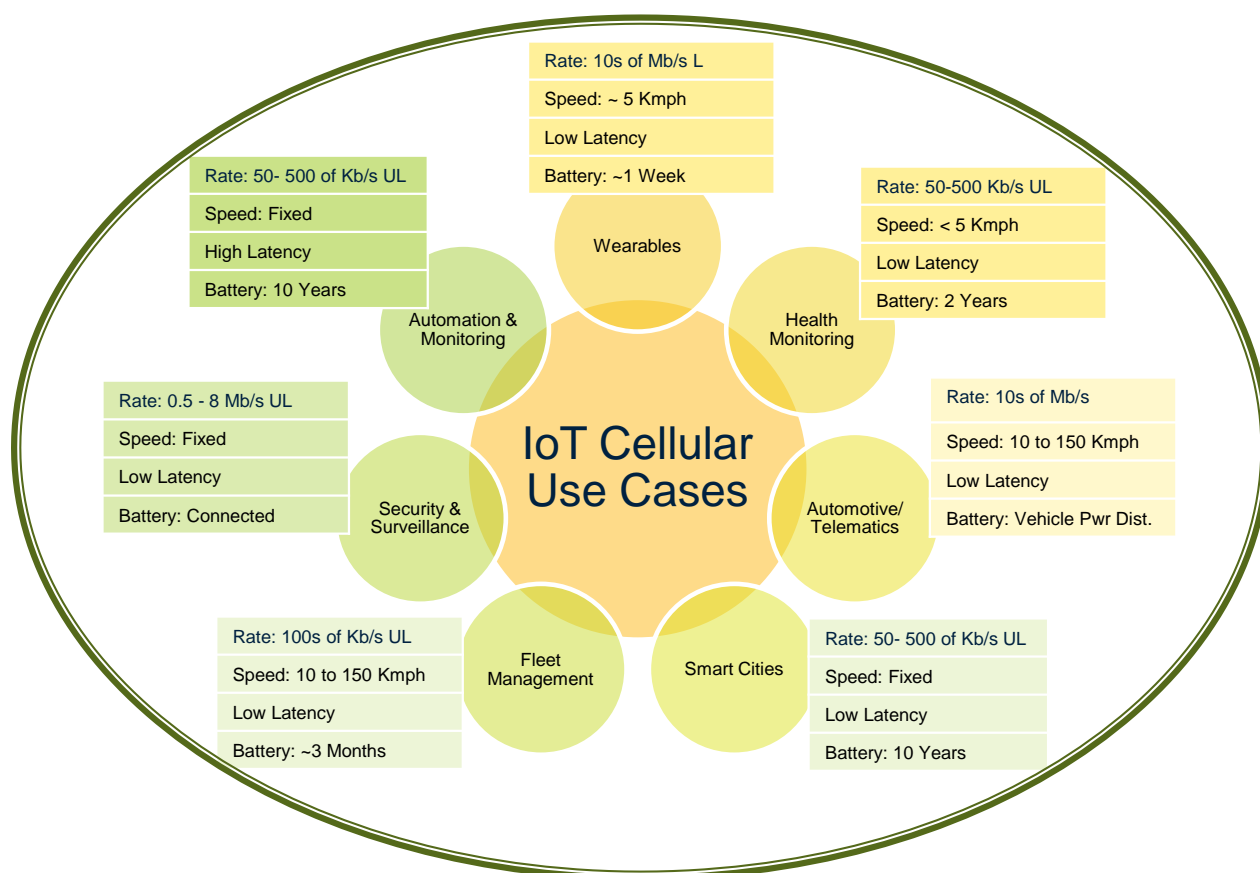 Rate: 10s of Mb/s L
Speed: ~ 5 Kmph
Low Latency
Battery: ~1 Week
Wearables
Rate: 50-500 Kb/s UL
Speed: < 5 Kmph
Low Latency
Battery: 2 Years
Health
Monitoring
Rate: 10s of Mb/s
Speed: 10 to 150 Kmph
Low Latency
Battery: Vehicle Pwr Dist.
Automotive/
Telematics
Rate: 50- 500 of Kb/s UL
Speed: Fixed
Low Latency
Battery: 10 Years
Smart Cities
Rate: 100s of Kb/s UL
Speed: 10 to 150 Kmph
Low Latency
Battery: ~3 Months
Fleet
Management
Rate: 0.5 - 8 Mb/s UL
Speed: Fixed
Low Latency
Battery: Connected
Security &
Surveillance
Rate: 50- 500 of Kb/s UL
Speed: Fixed
High Latency
Battery: 10 Years
Automation &
Monitoring
IoT Cellular
Use Cases